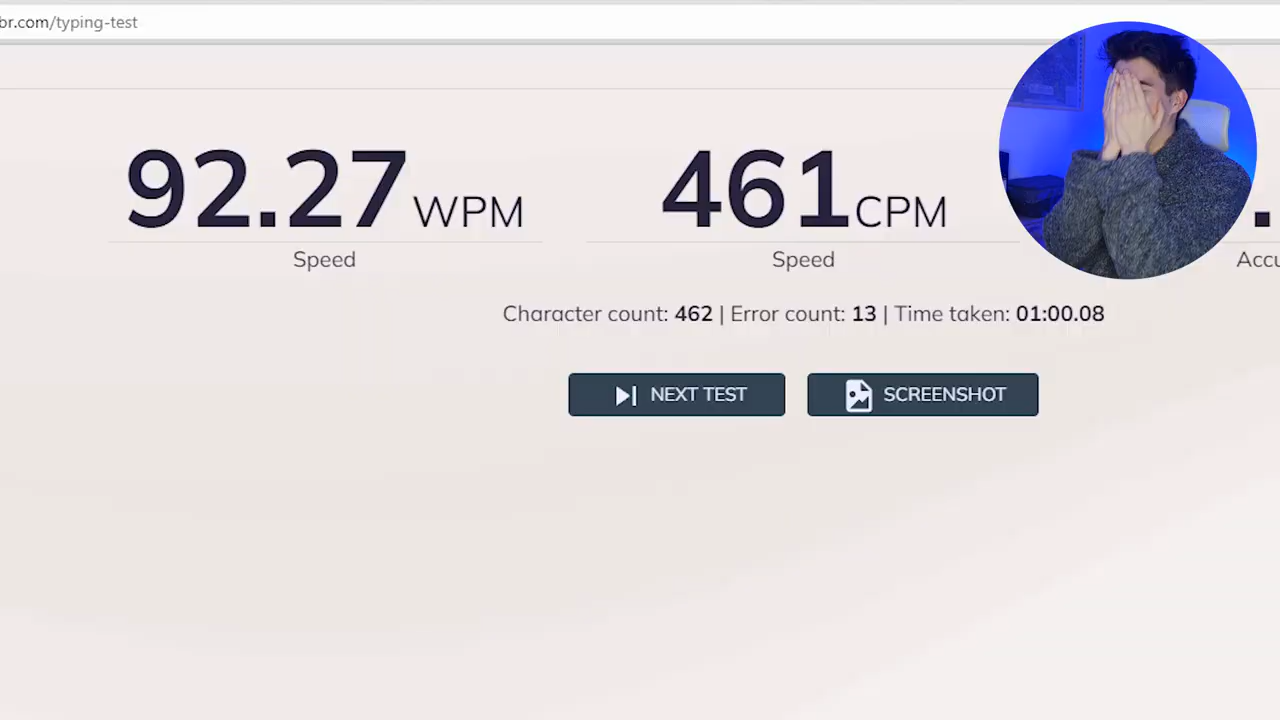 br.com/typing-test
92.27 WPM
Speed
461 CPM
Speed
Character count: 462 | Error count: 13 | Time taken: 01:00.08
NEXT TEST
SCREENSHOT